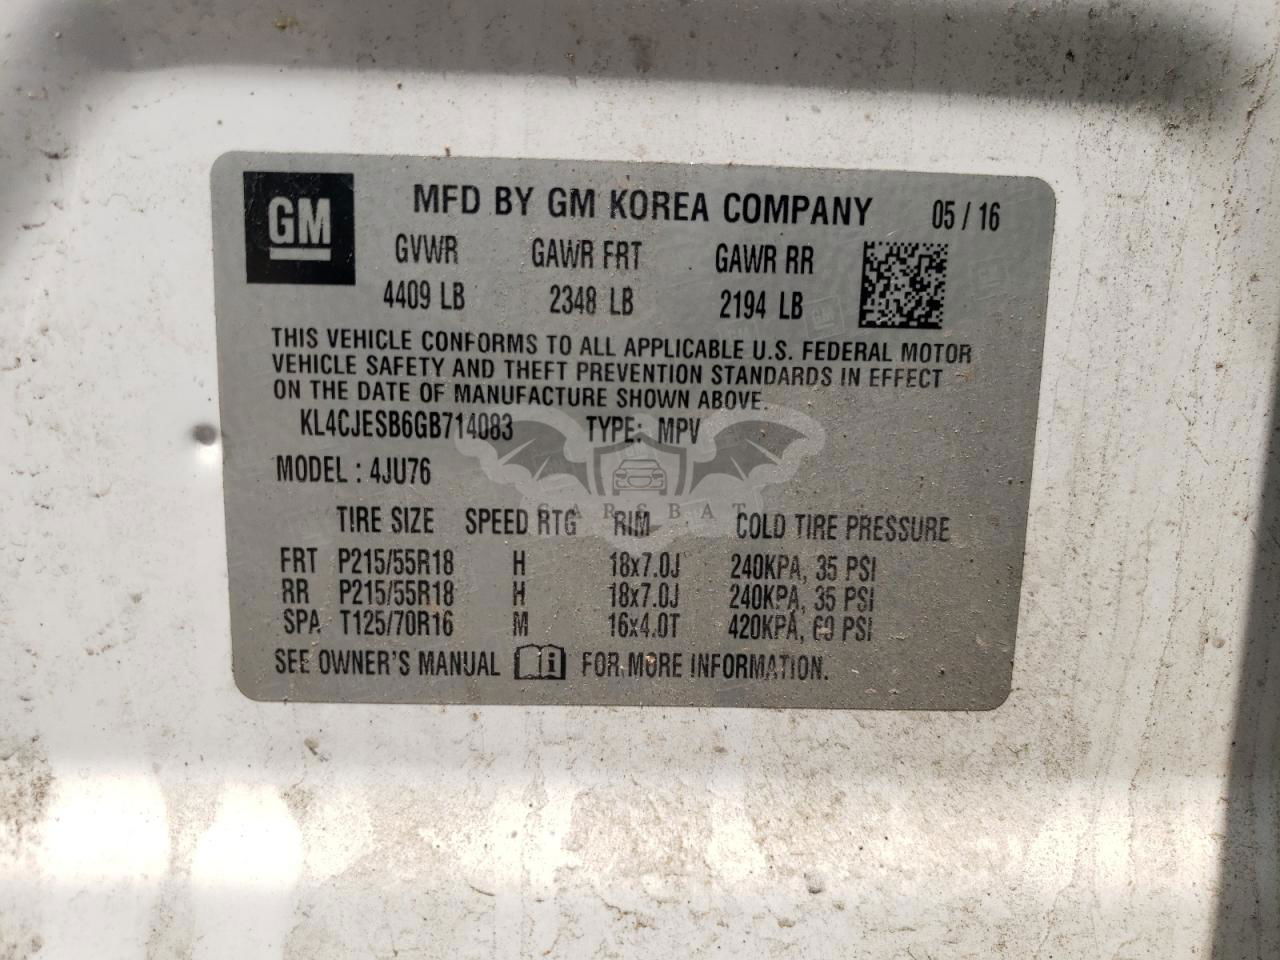 GM
MFD BY GM KOREA COMPANY 05 / 16
GVWR GAWR FRT GAWR RR
4409 LB 2348 LB 2194 LB
THIS VEHICLE CONFORMS TO ALL APPLICABLE U.S. FEDERAL MOTOR
VEHICLE SAFETY AND THEFT PREVENTION STANDARDS IN EFFECT
ON THE DATE OF MANUFACTURE SHOWN ABOVE.
KL4CJESB6GB714083 TYPE: MPV
MODEL : 4JU76
CARSBAT
TIRE SIZE SPEED RTG RIM COLD TIRE PRESSURE
FRT P215/55R18 H 18x7.0J 240KPA, 35 PSI
RR P215/55R18 H 18x7.0J 240KPA, 35 PSI
SPA T125/70R16 M 16x4.0T 420KPA, 60 PSI
SEE OWNER'S MANUAL i FOR MORE INFORMATION.